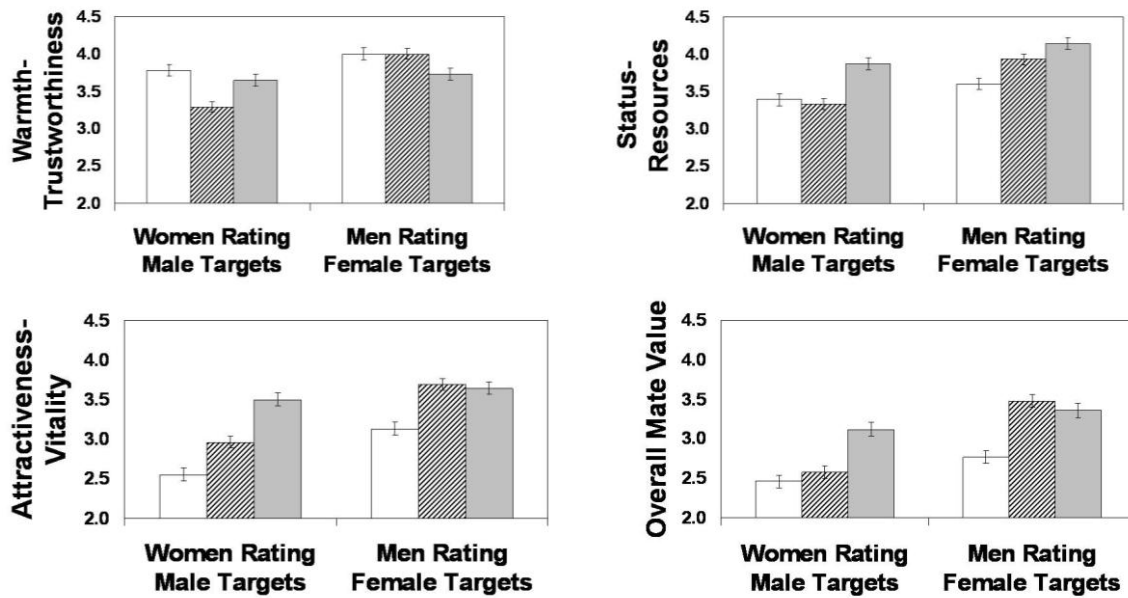 Warmth-
Trustworthiness
4.5
4.0
3.5
3.0
2.5
2.0
Women Rating
Male Targets
Men Rating
Female Targets
Status-
Resources
4.5
4.0
3.5
3.0
2.5
2.0
Women Rating
Male Targets
Men Rating
Female Targets
Attractiveness-
Vitality
4.5
4.0
3.5
3.0
2.5
2.0
Women Rating
Male Targets
Men Rating
Female Targets
Overall Mate Value
4.5
4.0
3.5
3.0
2.5
2.0
Women Rating
Male Targets
Men Rating
Female Targets